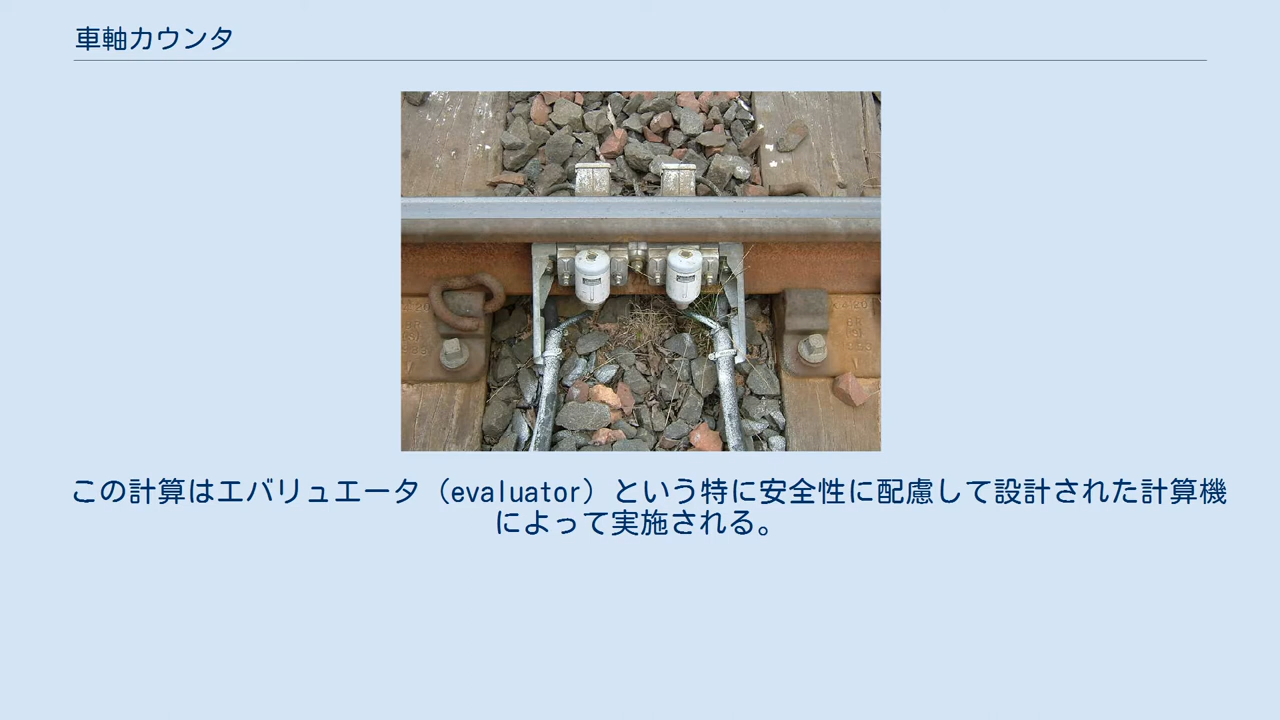 車軸カウンタ
この計算はエバリュエータ（evaluator）という特に安全性に配慮して設計された計算機
によって実施される。